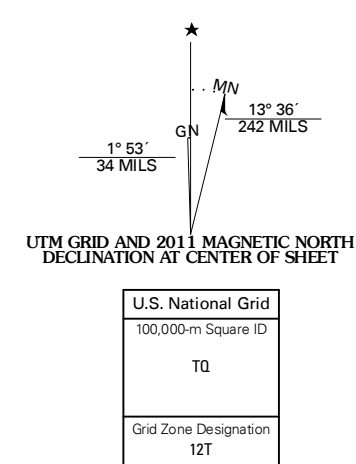 ★
MN
GN
13° 36´
242 MILS
1° 53´
34 MILS
UTM GRID AND 2011 MAGNETIC NORTH
DECLINATION AT CENTER OF SHEET
U.S. National Grid
100,000-m Square ID
TQ
Grid Zone Designation
12T